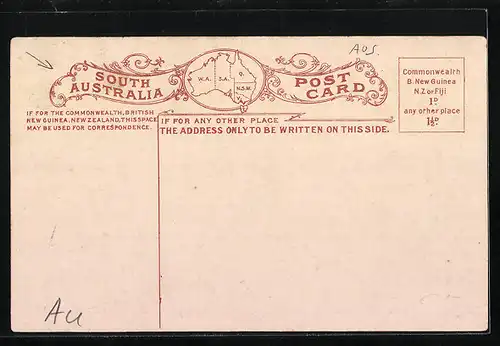 AUS.
SOUTH
AUSTRALIA
W.A.
S.A.
Q.
N.S.W.
POST
CARD
Commonwealth
B. New Guinea
N.Z or Fiji
1D
any other place
1½D
IF FOR THE COMMONWEALTH, BRITISH
NEW GUINEA, NEW ZEALAND, THIS SPACE
MAY BE USED FOR CORRESPONDENCE.
IF FOR ANY OTHER PLACE
THE ADDRESS ONLY TO BE WRITTEN ON THIS SIDE.
AU